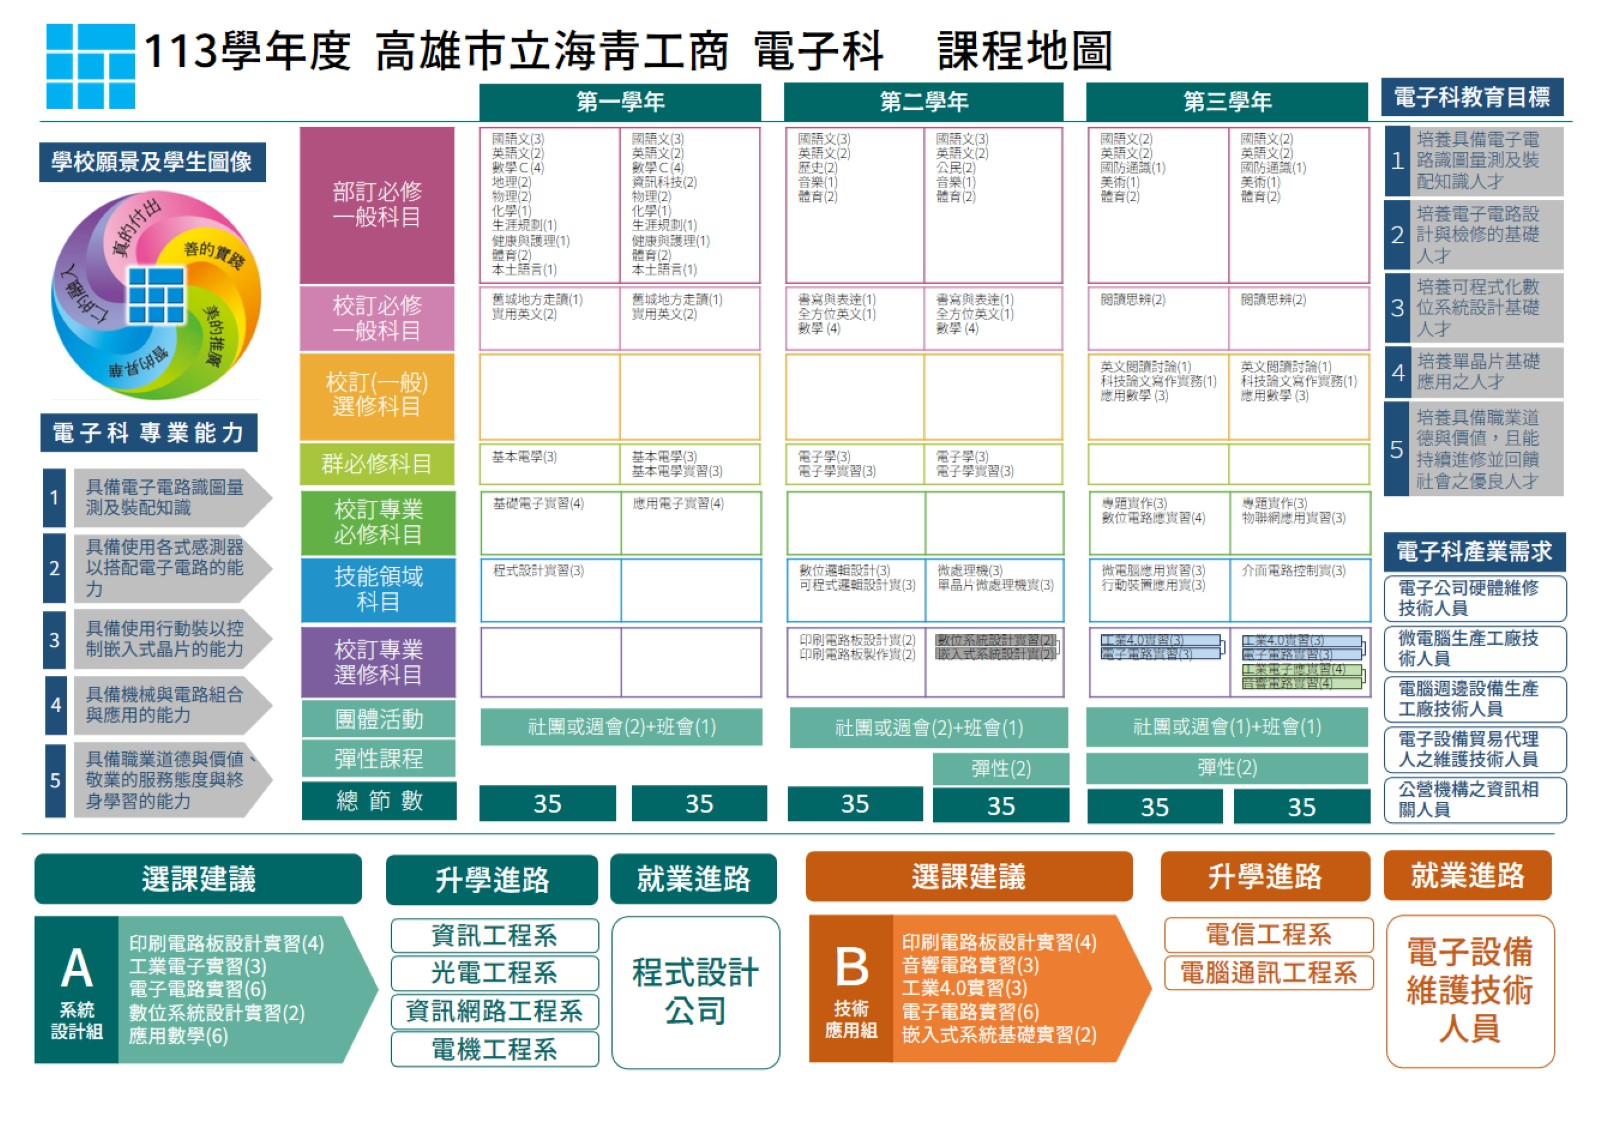 113學年度 高雄市立海青工商 電子科 課程地圖
第一學年
第二學年
第三學年
電子科教育目標
學校願景及學生圖像
真的付出
善的實踐
美的推廣
智的昇華
仁的融入
電子科 專業能力
1
具備電子電路識圖量
測及裝配知識
2
具備使用各式感測器
以搭配電子電路的能
力
3
具備使用行動裝以控
制嵌入式晶片的能力
4
具備機械與電路組合
與應用的能力
5
具備職業道德與價值、
敬業的服務態度與終
身學習的能力
部訂必修
一般科目
國語文(3)
英語文(2)
數學Ｃ(4)
地理(2)
物理(2)
化學(1)
生涯規劃(1)
健康與護理(1)
體育(2)
本土語言(1)
國語文(3)
英語文(2)
數學Ｃ(4)
資訊科技(2)
物理(2)
化學(1)
生涯規劃(1)
健康與護理(1)
體育(2)
本土語言(1)
國語文(3)
英語文(2)
歷史(2)
音樂(1)
體育(2)
國語文(3)
英語文(2)
公民(2)
音樂(1)
體育(2)
國語文(2)
英語文(2)
國防通識(1)
美術(1)
體育(2)
國語文(2)
英語文(2)
國防通識(1)
美術(1)
體育(2)
校訂必修
一般科目
舊城地方走讀(1)
實用英文(2)
舊城地方走讀(1)
實用英文(2)
書寫與表達(1)
全方位英文(1)
數學 (4)
書寫與表達(1)
全方位英文(1)
數學 (4)
閱讀思辨(2)
閱讀思辨(2)
校訂(一般)
選修科目
英文閱讀討論(1)
科技論文寫作實務(1)
應用數學 (3)
英文閱讀討論(1)
科技論文寫作實務(1)
應用數學 (3)
群必修科目
基本電學(3)
基本電學(3)
基本電學實習(3)
電子學(3)
電子學實習(3)
電子學(3)
電子學實習(3)
校訂專業
必修科目
基礎電子實習(4)
應用電子實習(4)
專題實作(3)
數位電路應實習(4)
專題實作(3)
物聯網應用實習(3)
技能領域
科目
程式設計實習(3)
數位邏輯設計(3)
可程式邏輯設計實(3)
微處理機(3)
單晶片微處理機實(3)
微電腦應用實習(3)
行動裝置應用實(3)
介面電路控制實(3)
校訂專業
選修科目
印刷電路板設計實(2)
印刷電路板製作實(2)
數位系統設計實習(2)
嵌入式系統設計實(2)
工業4.0實習(3)
電子電路實習(3)
工業4.0實習(3)
電子電路實習(3)
工業電子應實習(4)
音響電路實習(4)
團體活動
社團或週會(2)+班會(1)
社團或週會(2)+班會(1)
社團或週會(1)+班會(1)
彈性課程
彈性(2)
彈性(2)
總 節 數
35
35
35
35
35
35
1
培養具備電子電
路識圖量測及裝
配知識人才
2
培養電子電路設
計與檢修的基礎
人才
3
培養可程式化數
位系統設計基礎
人才
4
培養單晶片基礎
應用之人才
5
培養具備職業道
德與價值，且能
持續進修並回饋
社會之優良人才
電子科產業需求
電子公司硬體維修
技術人員
微電腦生產工廠技
術人員
電腦週邊設備生產
工廠技術人員
電子設備貿易代理
人之維護技術人員
公營機構之資訊相
關人員
選課建議
升學進路
就業進路
A
系統
設計組
印刷電路板設計實習(4)
工業電子實習(3)
電子電路實習(6)
數位系統設計實習(2)
應用數學(6)
資訊工程系
光電工程系
資訊網路工程系
電機工程系
程式設計
公司
選課建議
升學進路
就業進路
B
技術
應用組
印刷電路板設計實習(4)
音響電路實習(3)
工業4.0實習(3)
電子電路實習(6)
嵌入式系統基礎實習(2)
電信工程系
電腦通訊工程系
電子設備
維護技術
人員